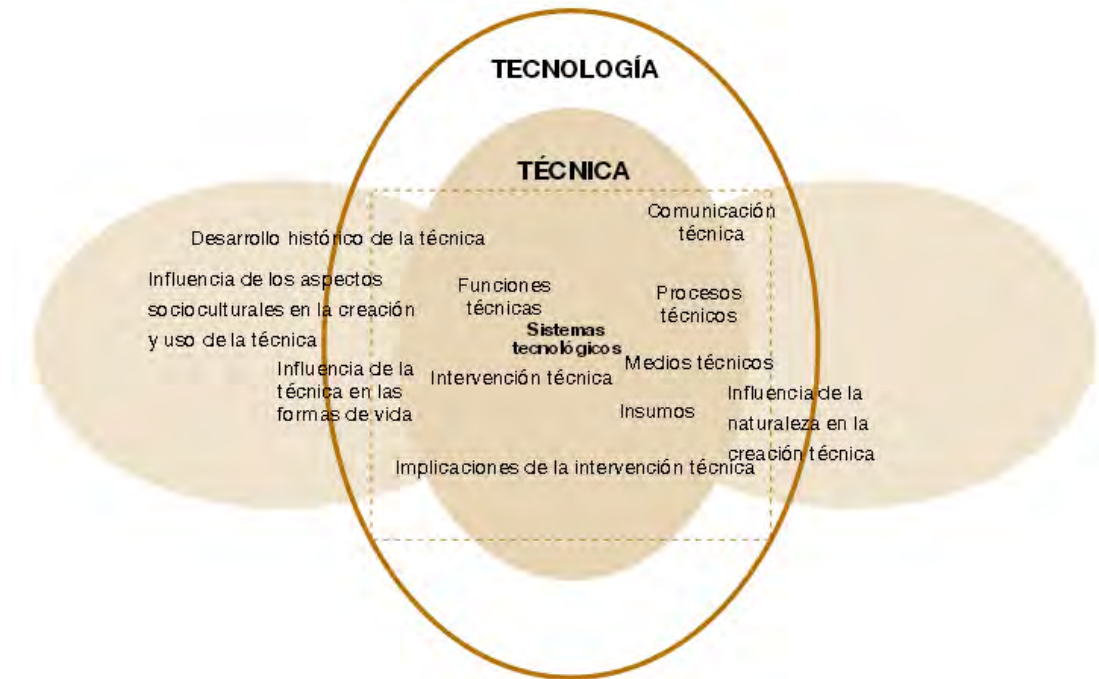 TECNOLOGÍA
TÉCNICA
Comunicación
técnica
Desarrollo histórico de la técnica
Influencia de los aspectos
socioculturales en la creación
y uso de la técnica
Funciones
técnicas
Procesos
técnicos
Sistemas
tecnológicos
Medios técnicos
Influencia de la
técnica en las
formas de vida
Intervención técnica
Insumos
Influencia de la
naturaleza en la
creación técnica
Implicaciones de la intervención técnica